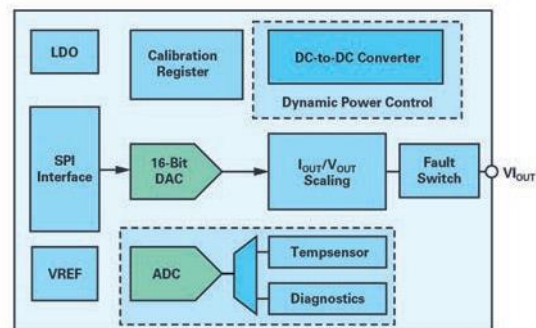 LDO
Calibration
Register
DC-to-DC Converter
Dynamic Power Control
SPI
Interface
16-Bit
DAC
IOUT/VOUT
Scaling
Fault
Switch
VIOUT
VREF
ADC
Tempsensor
Diagnostics